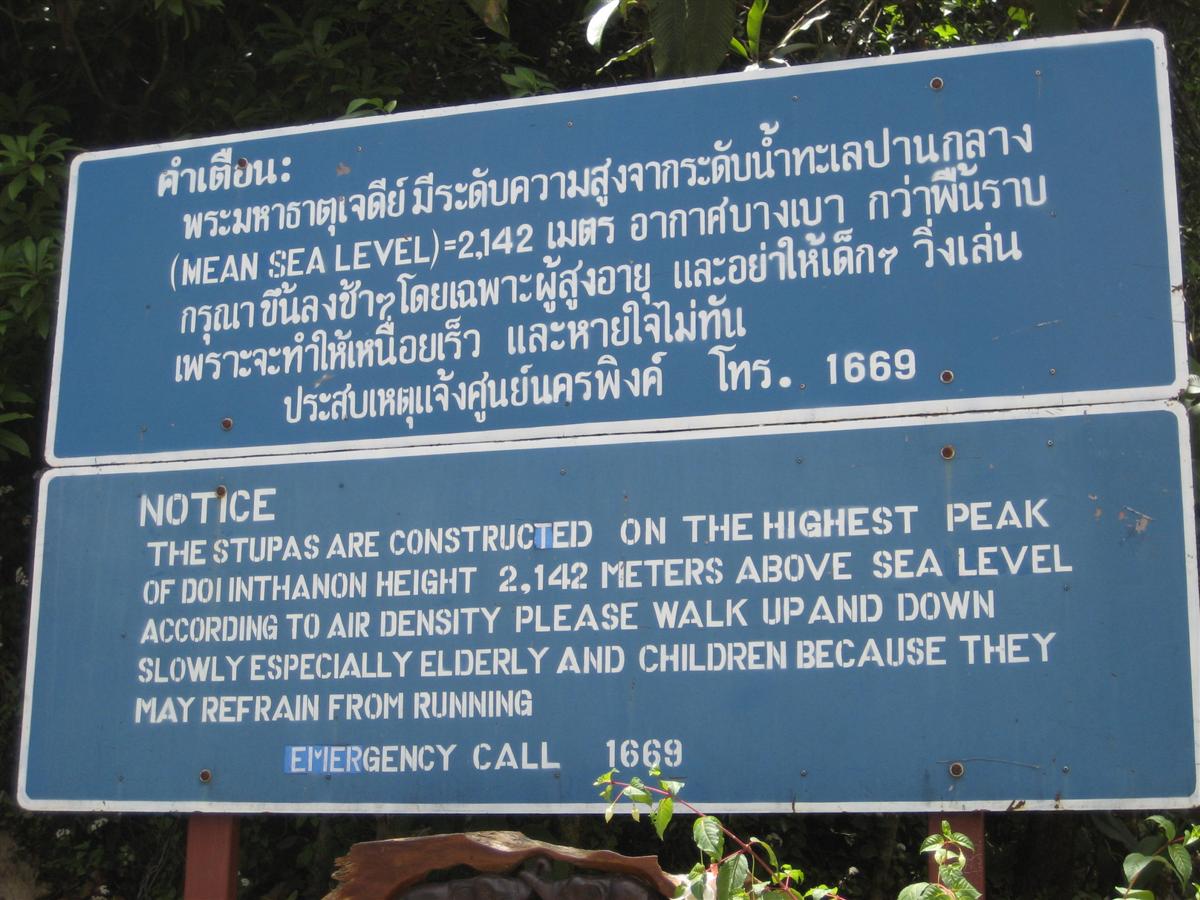 คำเตือน:
พระมหาธาตุเจดีย์ มีระดับความสูงจากระดับน้ำทะเลปานกลาง
(MEAN SEA LEVEL)=2,142 เมตร อากาศบางเบา กว่าพื้นราบ
กรุณา ขึ้นลงช้าๆโดยเฉพาะผู้สูงอายุ และอย่าให้เด็กๆ วิ่งเล่น
เพราะจะทำให้เหนื่อยเร็ว และหายใจไม่ทัน
ประสบเหตุแจ้งศูนย์นครพิงค์ โทร. 1669
NOTICE
THE STUPAS ARE CONSTRUCTED ON THE HIGHEST PEAK
OF DOI INTHANON HEIGHT 2,142 METERS ABOVE SEA LEVEL
ACCORDING TO AIR DENSITY PLEASE WALK UP AND DOWN
SLOWLY ESPECIALLY ELDERLY AND CHILDREN BECAUSE THEY
MAY REFRAIN FROM RUNNING
EMERGENCY CALL 1669